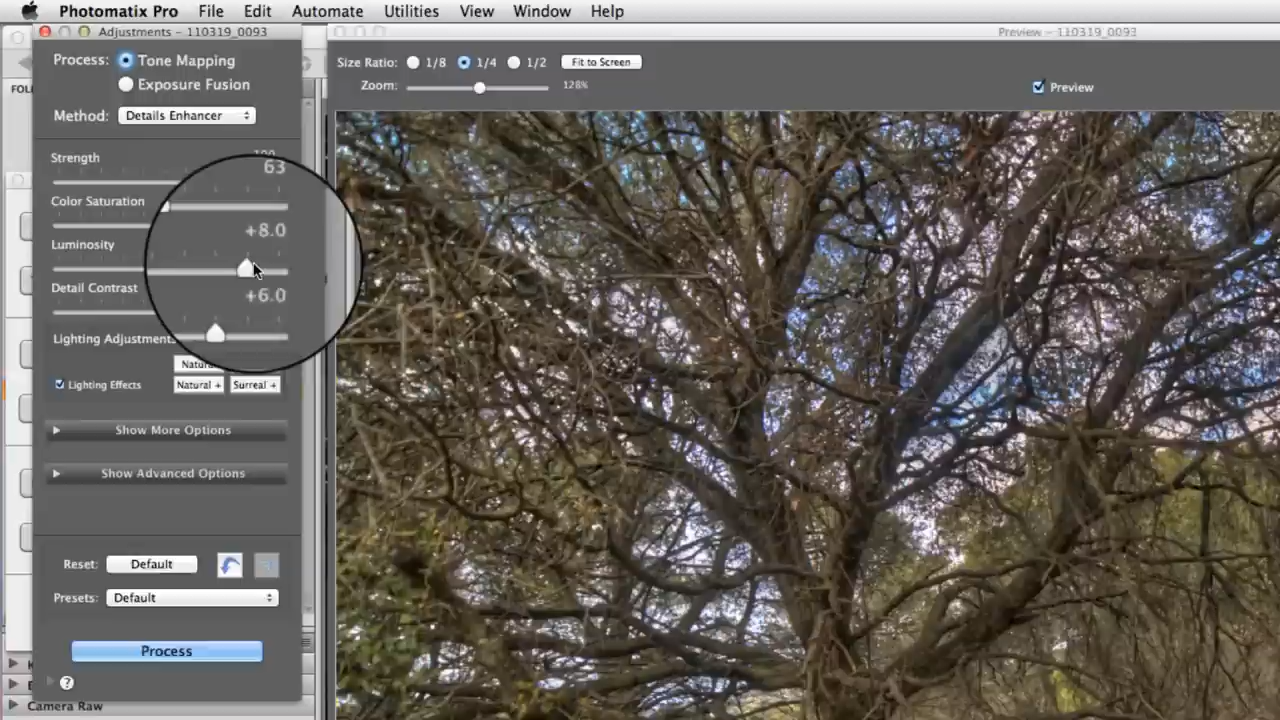 Photomatix Pro File Edit Automate Utilities View Window Help
Adjustments – 110319_0093
Preview – 110319_0093
Process: Tone Mapping
Exposure Fusion
Size Ratio: 1/8 1/4 1/2 Fit to Screen
Zoom: 128%
Preview
FOL
Method: Details Enhancer
Strength
63
Color Saturation
+8.0
Luminosity
+6.0
Detail Contrast
Lighting Adjustment
Natural
Lighting Effects Natural + Surreal +
Show More Options
Show Advanced Options
Reset: Default
Presets: Default
Process
?
Camera Raw